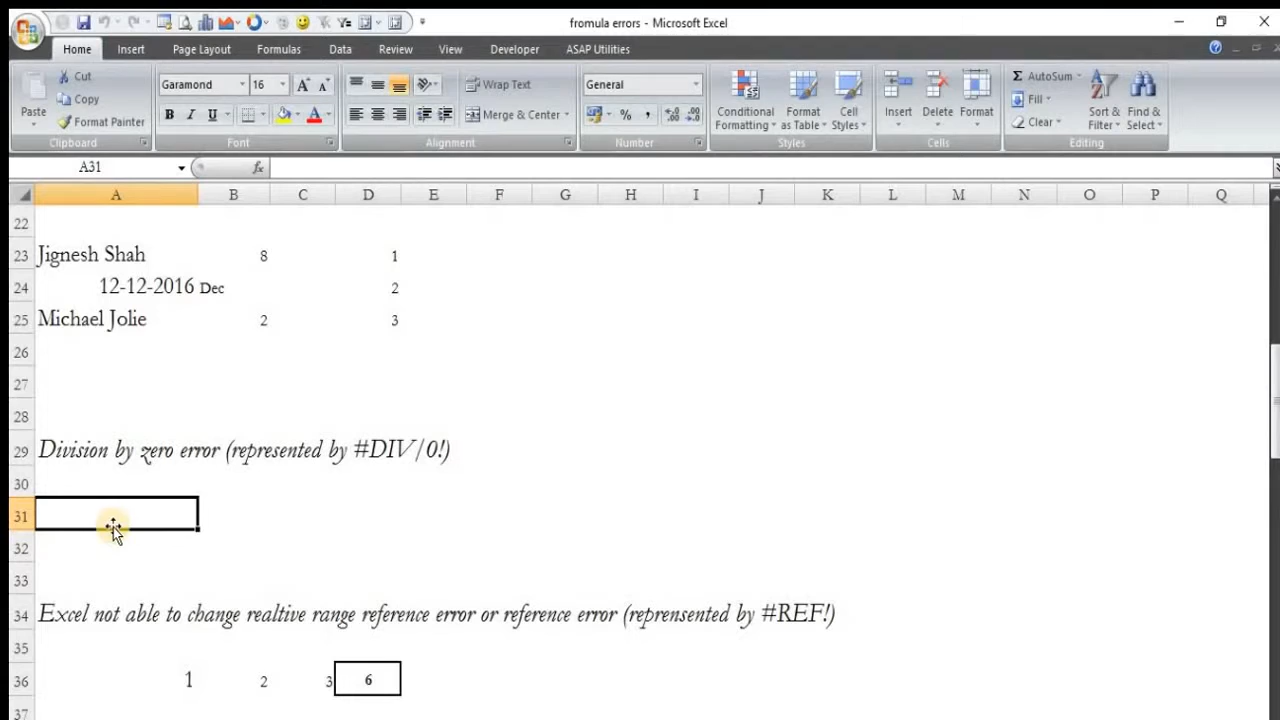 fromula errors - Microsoft Excel
Home Insert Page Layout Formulas Data Review View Developer ASAP Utilities
Paste Cut Copy Format Painter
Garamond 16 B I U A A A
Wrap Text Merge & Center
General % ,
Conditional Formatting Format as Table Cell Styles
Insert Delete Format
Σ AutoSum Fill Clear Sort & Filter Find & Select
Clipboard Font Alignment Number Styles Cells Editing
A31 fx
A B C D E F G H I J K L M N O P Q
22
23 Jignesh Shah 8 1
24 12-12-2016 Dec 2
25 Michael Jolie 2 3
26
27
28
29 Division by zero error (represented by #DIV/0!)
30
31
32
33
34 Excel not able to change realtive range reference error or reference error (reprensented by #REF!)
35
36 1 2 3 6
37